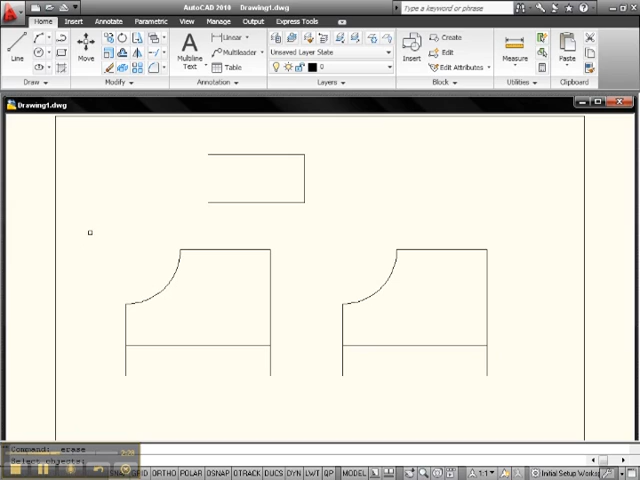 AutoCAD 2010 Drawing1.dwg
Type a keyword or phrase
Home Insert Annotate Parametric View Manage Output Express Tools
Line
Move
Multiline
Text
Linear
Multileader
Table
Unsaved Layer State
0
Insert
Create
Edit
Edit Attributes
Measure
Paste
Draw
Modify
Annotation
Layers
Block
Utilities
Clipboard
Drawing1.dwg
Command: erase
2:29
Select objects:
GRID ORTHO POLAR OSNAP OTRACK DUCS DYN LWT QP MODEL 1:1 Initial Setup Works